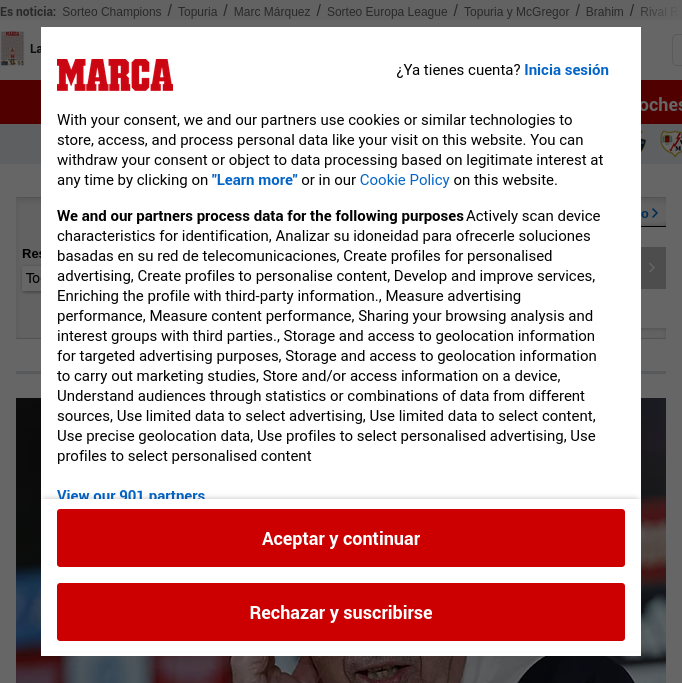 Es noticia: Sorteo Champions / Topuria / Marc Márquez / Sorteo Europa League / Topuria y McGregor / Brahim / Rival R
MARCA
¿Ya tienes cuenta? Inicia sesión
With your consent, we and our partners use cookies or similar technologies to
store, access, and process personal data like your visit on this website. You can
withdraw your consent or object to data processing based on legitimate interest at
any time by clicking on "Learn more" or in our Cookie Policy on this website.
We and our partners process data for the following purposes Actively scan device
characteristics for identification, Analizar su idoneidad para ofrecerle soluciones
basadas en su red de telecomunicaciones, Create profiles for personalised
advertising, Create profiles to personalise content, Develop and improve services,
Enriching the profile with third-party information., Measure advertising
performance, Measure content performance, Sharing your browsing analysis and
interest groups with third parties., Storage and access to geolocation information
for targeted advertising purposes, Storage and access to geolocation information
to carry out marketing studies, Store and/or access information on a device,
Understand audiences through statistics or combinations of data from different
sources, Use limited data to select advertising, Use limited data to select content,
Use precise geolocation data, Use profiles to select personalised advertising, Use
profiles to select personalised content
View our 901 partners
Aceptar y continuar
Rechazar y suscribirse
La
oches
Res
To
o